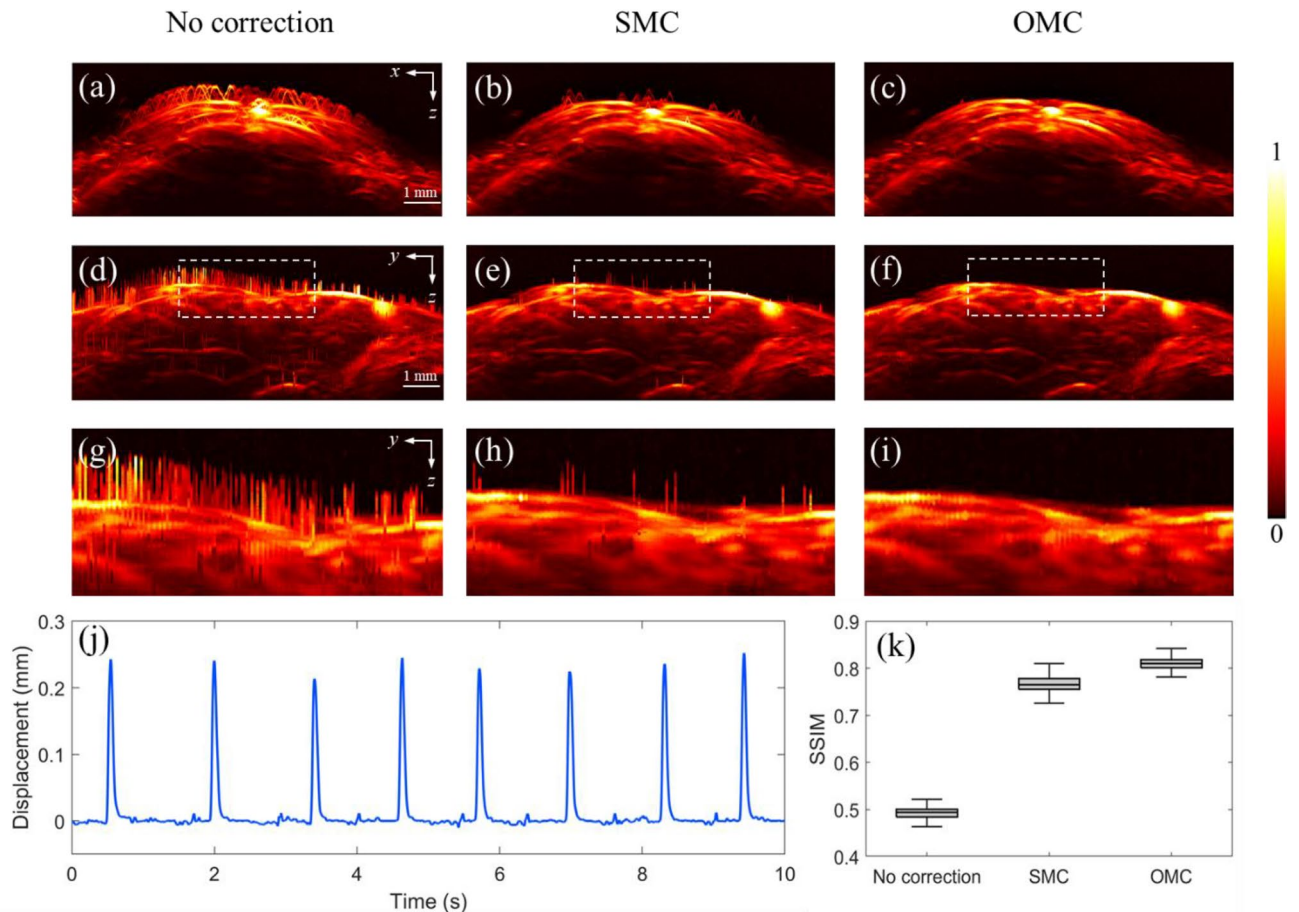 No correction SMC OMC
(a) x z 1 mm (b) (c) 1
(d) y z 1 mm (e) (f)
(g) y z (h) (i) 0
(j) 0.3 0.2 0.1 0 Displacement (mm)
0 2 4 6 8 10
Time (s)
(k) 0.9 0.8 0.7 0.6 0.5 0.4 SSIM
No correction SMC OMC